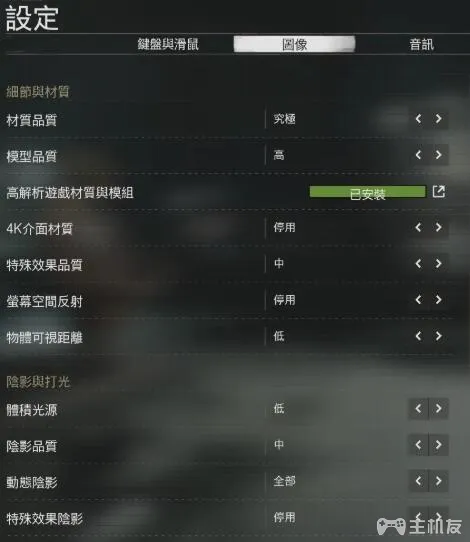 設定
鍵盤與滑鼠 圖像 音訊
細節與材質
材質品質 究極
模型品質 高
高解析遊戲材質與模組 已安裝
4K介面材質 停用
特殊效果品質 中
螢幕空間反射 停用
物體可視距離 低
陰影與打光
體積光源 低
陰影品質 中
動態陰影 全部
特殊效果陰影 停用
主机友